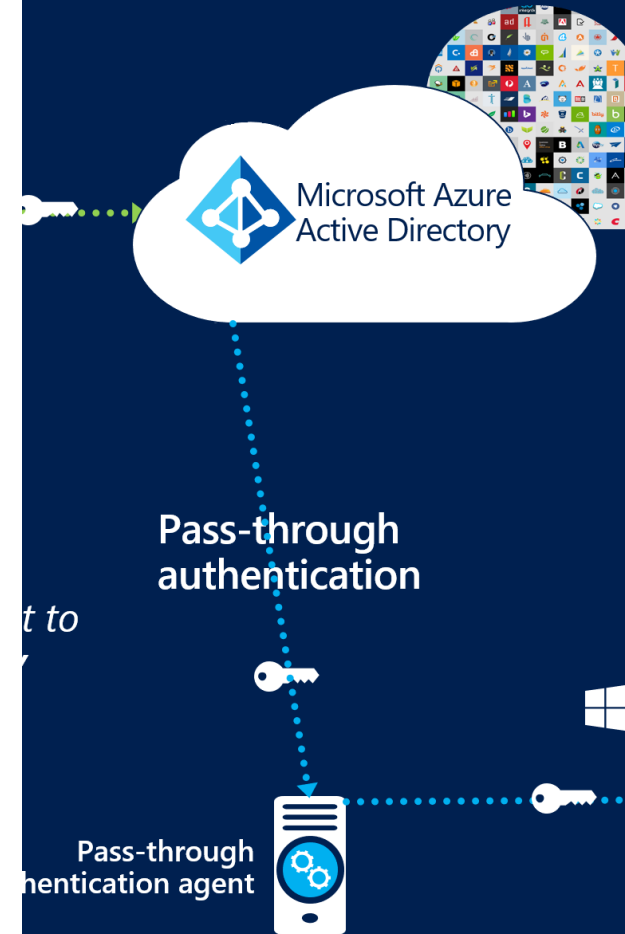 Microsoft Azure
Active Directory
Pass-through
authentication
t to
Pass-through
hentication agent